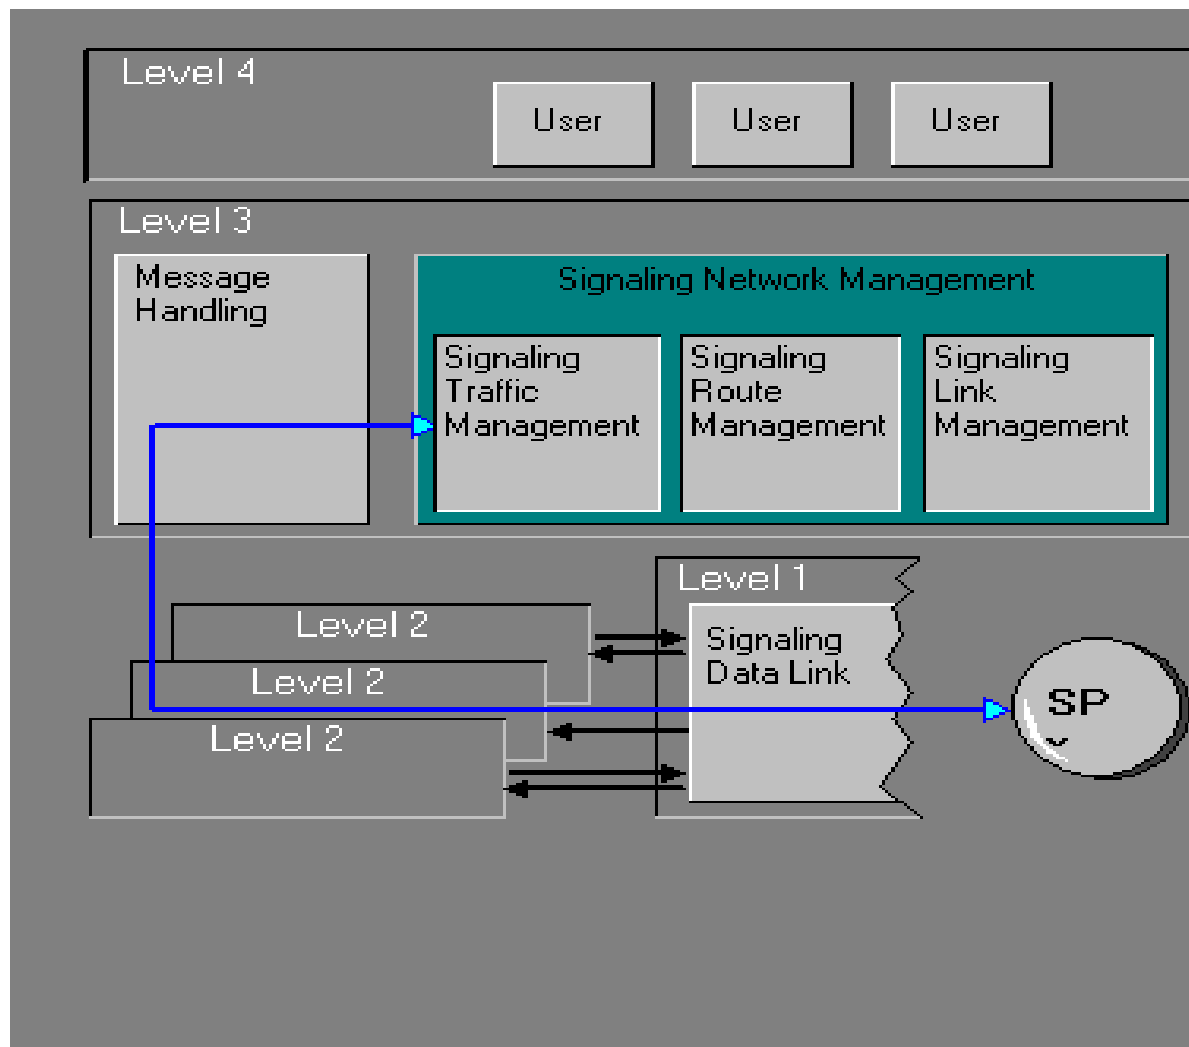 Level 4
User
User
User
Level 3
Message
Handling
Signaling Network Management
Signaling
Traffic
Management
Signaling
Route
Management
Signaling
Link
Management
Level 1
Signaling
Data Link
Level 2
Level 2
Level 2
SP